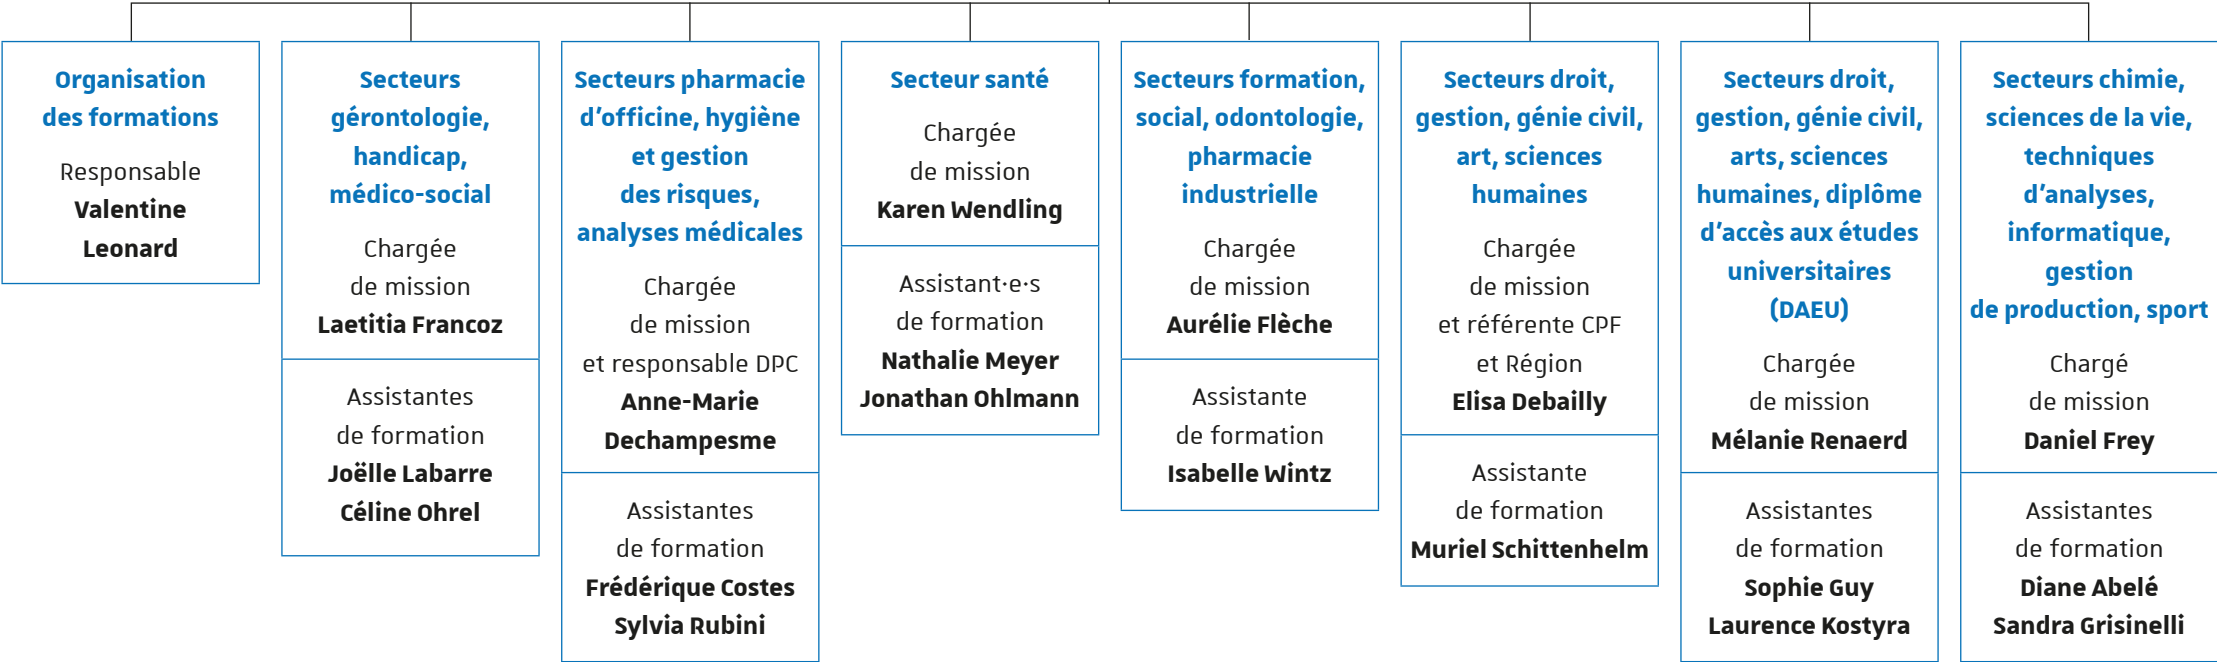 Organisation
des formations
Responsable
Valentine
Leonard
Secteurs
gérontologie,
handicap,
médico-social
Chargée
de mission
Laetitia Francoz
Assistantes
de formation
Joëlle Labarre
Céline Ohrel
Secteurs pharmacie
d'officine, hygiène
et gestion
des risques,
analyses médicales
Chargée
de mission
et responsable DPC
Anne-Marie
Dechampesme
Assistantes
de formation
Frédérique Costes
Sylvia Rubini
Secteur santé
Chargée
de mission
Karen Wendling
Assistant·e·s
de formation
Nathalie Meyer
Jonathan Ohlmann
Secteurs formation,
social, odontologie,
pharmacie
industrielle
Chargée
de mission
Aurélie Flèche
Assistante
de formation
Isabelle Wintz
Secteurs droit,
gestion, génie civil,
art, sciences
humaines
Chargée
de mission
et référente CPF
et Région
Elisa Debailly
Assistante
de formation
Muriel Schittenhelm
Secteurs droit,
gestion, génie civil,
arts, sciences
humaines, diplôme
d'accès aux études
universitaires
(DAEU)
Chargée
de mission
Mélanie Renaerd
Assistantes
de formation
Sophie Guy
Laurence Kostyra
Secteurs chimie,
sciences de la vie,
techniques
d'analyses,
informatique,
gestion
de production, sport
Chargé
de mission
Daniel Frey
Assistantes
de formation
Diane Abelé
Sandra Grisinelli